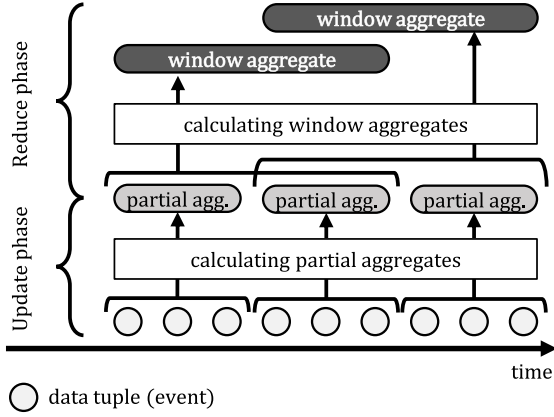 window aggregate
window aggregate
Reduce phase
calculating window aggregates
partial agg.
partial agg.
partial agg.
Update phase
calculating partial aggregates
time
data tuple (event)